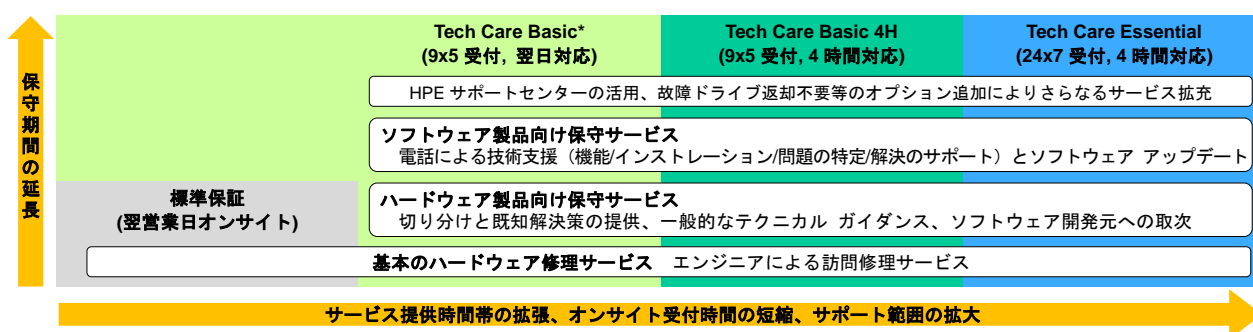 Tech Care Basic*
(9x5 受付, 翌日対応)
Tech Care Basic 4H
(9x5 受付, 4 時間対応)
Tech Care Essential
(24x7 受付, 4 時間対応)
保守期間の延長
HPE サポートセンターの活用、故障ドライブ返却不要等のオプション追加によりさらなるサービス拡充
ソフトウェア製品向け保守サービス
電話による技術支援（機能/インストレーション/問題の特定/解決のサポート）とソフトウェア アップデート
標準保証
(翌営業日オンサイト)
ハードウェア製品向け保守サービス
切り分けと既知解決策の提供、一般的なテクニカル ガイダンス、ソフトウェア開発元への取次
基本のハードウェア修理サービス エンジニアによる訪問修理サービス
サービス提供時間帯の拡張、オンサイト受付時間の短縮、サポート範囲の拡大